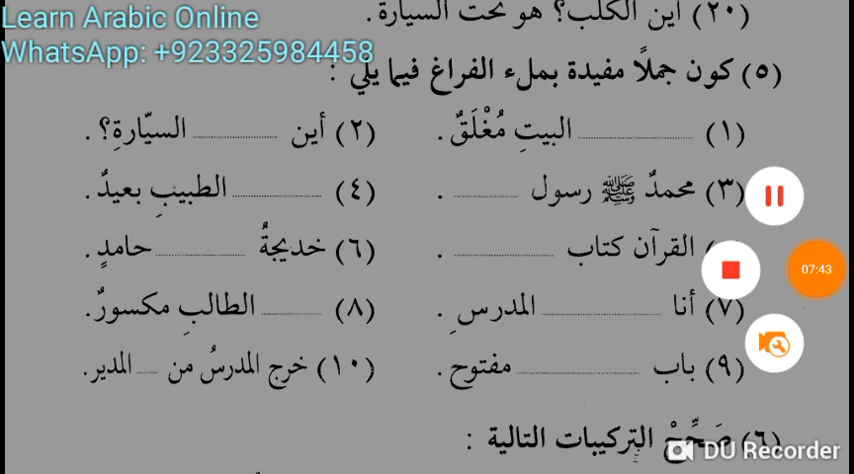 Learn Arabic Online
WhatsApp: +923325984458
(٢٠) اين الكلب؟ هو تحت السيارة.
(٥) كون جملاً مفيدة بملء الفراغ فيما يلي :
(١) ........ البيتِ مُغْلَقٌ.
(٢) أين ........ السيّارةِ؟.
(٣) محمدٌ ﷺ رسول ........ .
(٤) ........ الطبيبِ بعيدٌ.
القرآن كتاب ........ .
(٦) خديجةُ ........ حامدٍ.
(٧) أنا ........ المدرسِ.
(٨) ........ الطالبِ مكسورٌ.
(٩) باب ........ مفتوح.
(١٠) خرج المدرسُ من ... المدير.
(٦) صَحِّحْ التركيبات التالية :
07:43
DU Recorder